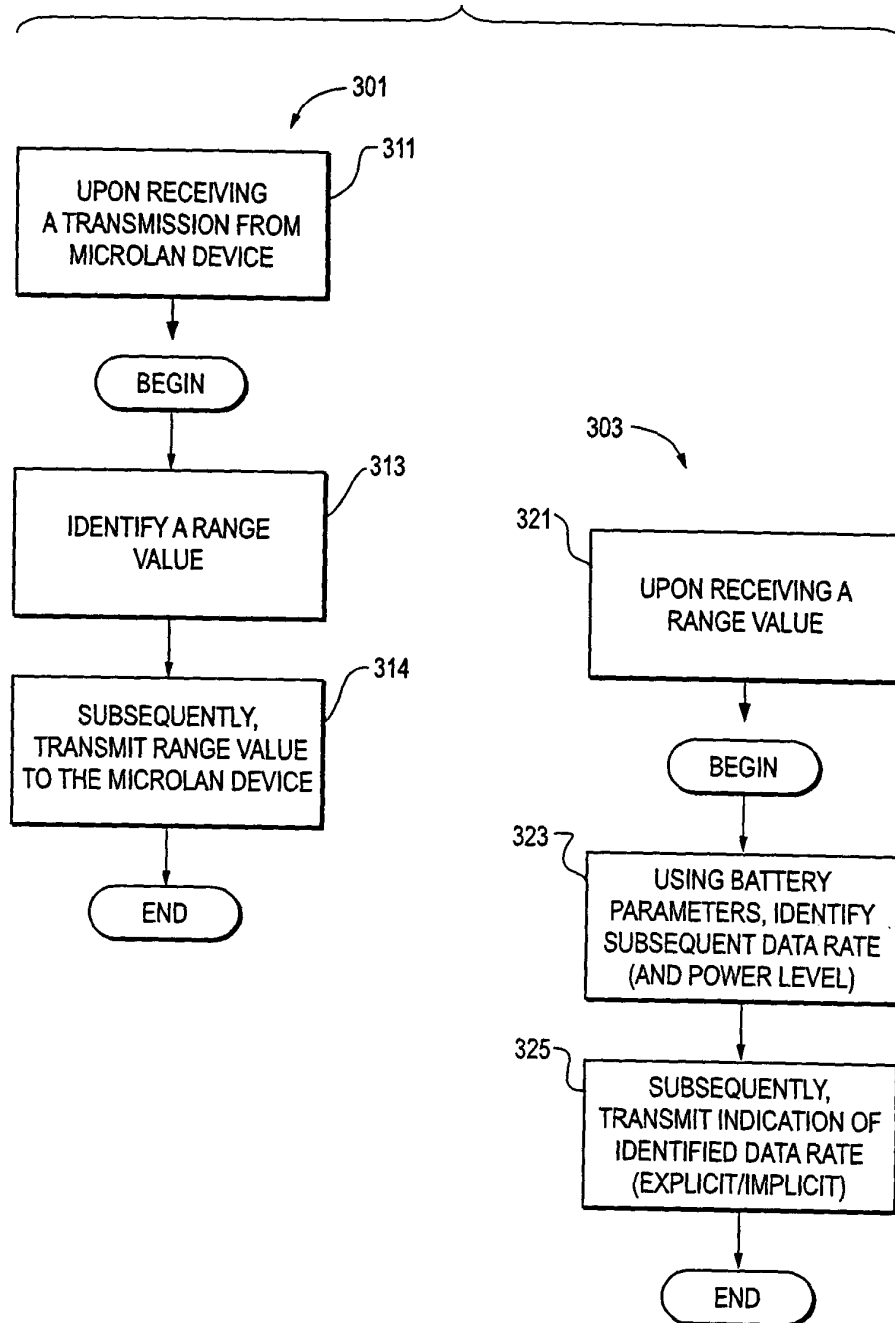 301
311
UPON RECEIVING
A TRANSMISSION FROM
MICROLAN DEVICE
BEGIN
313
IDENTIFY A RANGE
VALUE
314
SUBSEQUENTLY,
TRANSMIT RANGE VALUE
TO THE MICROLAN DEVICE
END
303
321
UPON RECEIVING A
RANGE VALUE
BEGIN
323
USING BATTERY
PARAMETERS, IDENTIFY
SUBSEQUENT DATA RATE
(AND POWER LEVEL)
325
SUBSEQUENTLY,
TRANSMIT INDICATION OF
IDENTIFIED DATA RATE
(EXPLICIT/IMPLICIT)
END